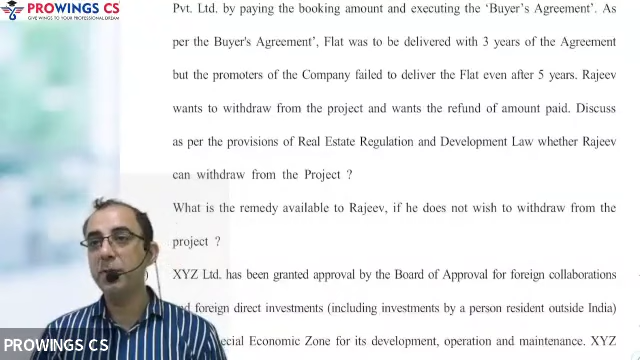 PROWINGS CS
GIVE WINGS TO YOUR PROFESSIONAL DREAM
Pvt. Ltd. by paying the booking amount and executing the ‘Buyer’s Agreement’. As
per the Buyer's Agreement’, Flat was to be delivered with 3 years of the Agreement
but the promoters of the Company failed to deliver the Flat even after 5 years. Rajeev
wants to withdraw from the project and wants the refund of amount paid. Discuss
as per the provisions of Real Estate Regulation and Development Law whether Rajeev
can withdraw from the Project ?
What is the remedy available to Rajeev, if he does not wish to withdraw from the
project ?
XYZ Ltd. has been granted approval by the Board of Approval for foreign collaborations
foreign direct investments (including investments by a person resident outside India)
Economic Zone for its development, operation and maintenance. XYZ
PROWINGS CS